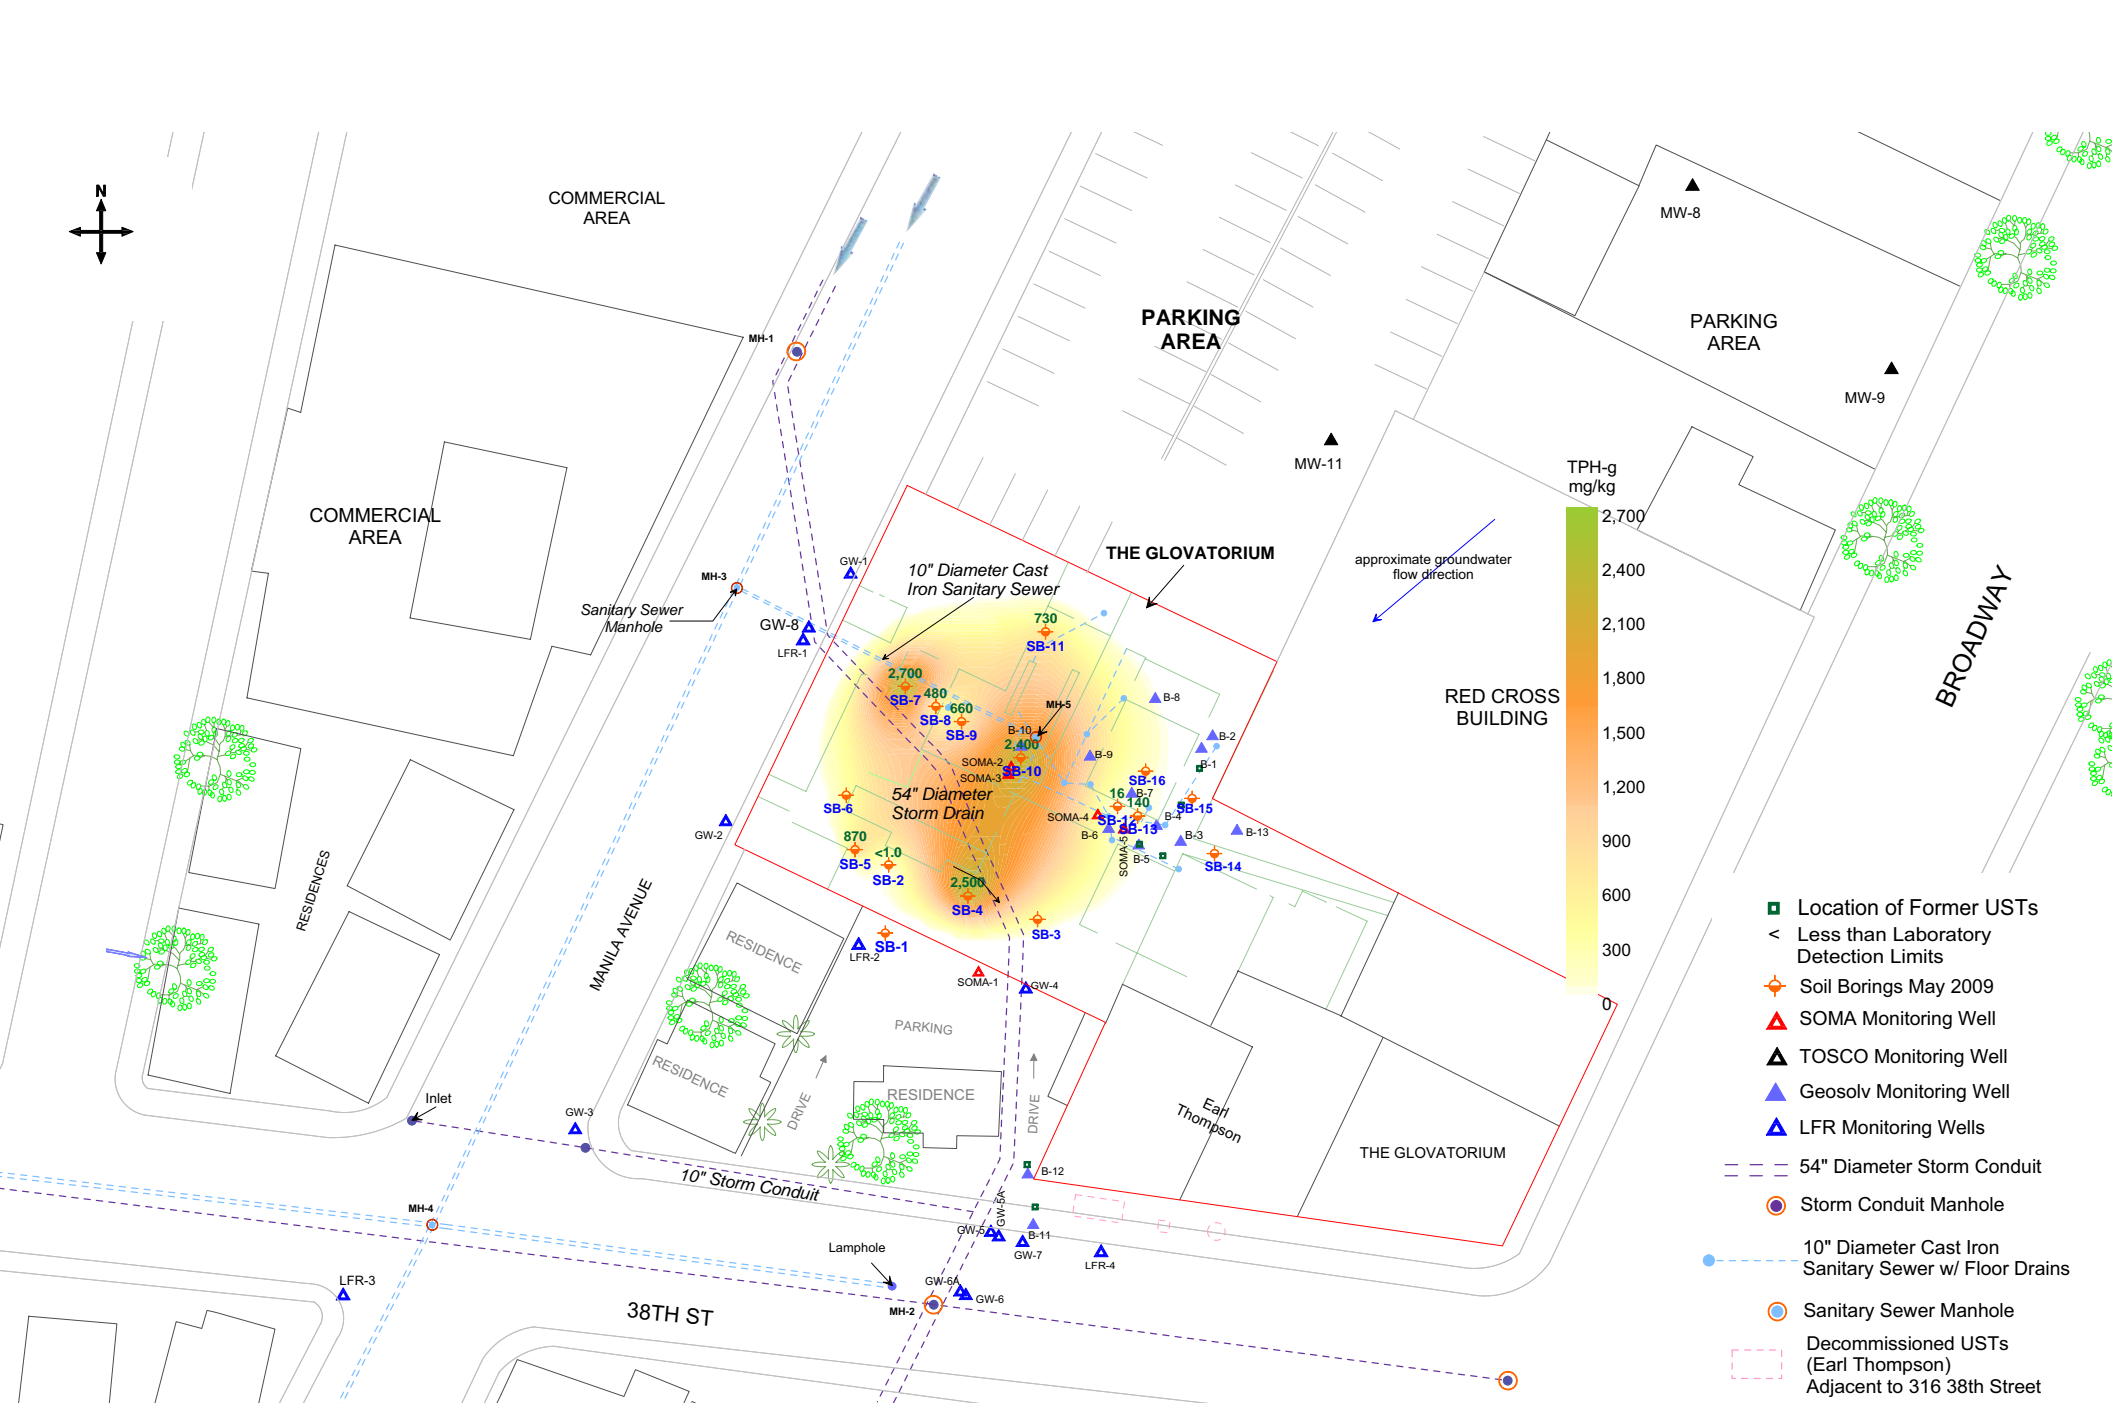 N
COMMERCIAL
AREA
MH-1
PARKING
AREA
MW-8
PARKING
AREA
MW-9
MW-11
COMMERCIAL
AREA
TPH-g
mg/kg
2,700
2,400
2,100
1,800
1,500
1,200
900
600
300
0
approximate groundwater
flow direction
THE GLOVATORIUM
10" Diameter Cast
Iron Sanitary Sewer
GW-1
MH-3
Sanitary Sewer
Manhole
GW-8
LFR-1
730
SB-11
2,700
SB-7
480
SB-8
660
SB-9
MH-5
B-10
2,400
SB-10
SOMA-2
SOMA-3
B-8
B-2
B-1
B-9
SB-16
B-7
16
140
SB-15
SB-12
SB-13
SOMA-4
B-4
B-6
B-3
B-13
B-5
SOMA-5
SB-14
RED CROSS
BUILDING
BROADWAY
54" Diameter
Storm Drain
SB-6
GW-2
870
SB-5
<1.0
SB-2
2,500
SB-4
SB-3
SB-1
LFR-2
SOMA-1
GW-4
RESIDENCES
MANILA AVENUE
RESIDENCE
RESIDENCE
PARKING
RESIDENCE
DRIVE
DRIVE
Earl
Thompson
THE GLOVATORIUM
Inlet
GW-3
10" Storm Conduit
B-12
GW-5A
GW-5
B-11
GW-7
LFR-4
MH-4
Lamphole
GW-6A
GW-6
MH-2
LFR-3
38TH ST
Location of Former USTs
< Less than Laboratory
Detection Limits
Soil Borings May 2009
SOMA Monitoring Well
TOSCO Monitoring Well
Geosolv Monitoring Well
LFR Monitoring Wells
54" Diameter Storm Conduit
Storm Conduit Manhole
10" Diameter Cast Iron
Sanitary Sewer w/ Floor Drains
Sanitary Sewer Manhole
Decommissioned USTs
(Earl Thompson)
Adjacent to 316 38th Street